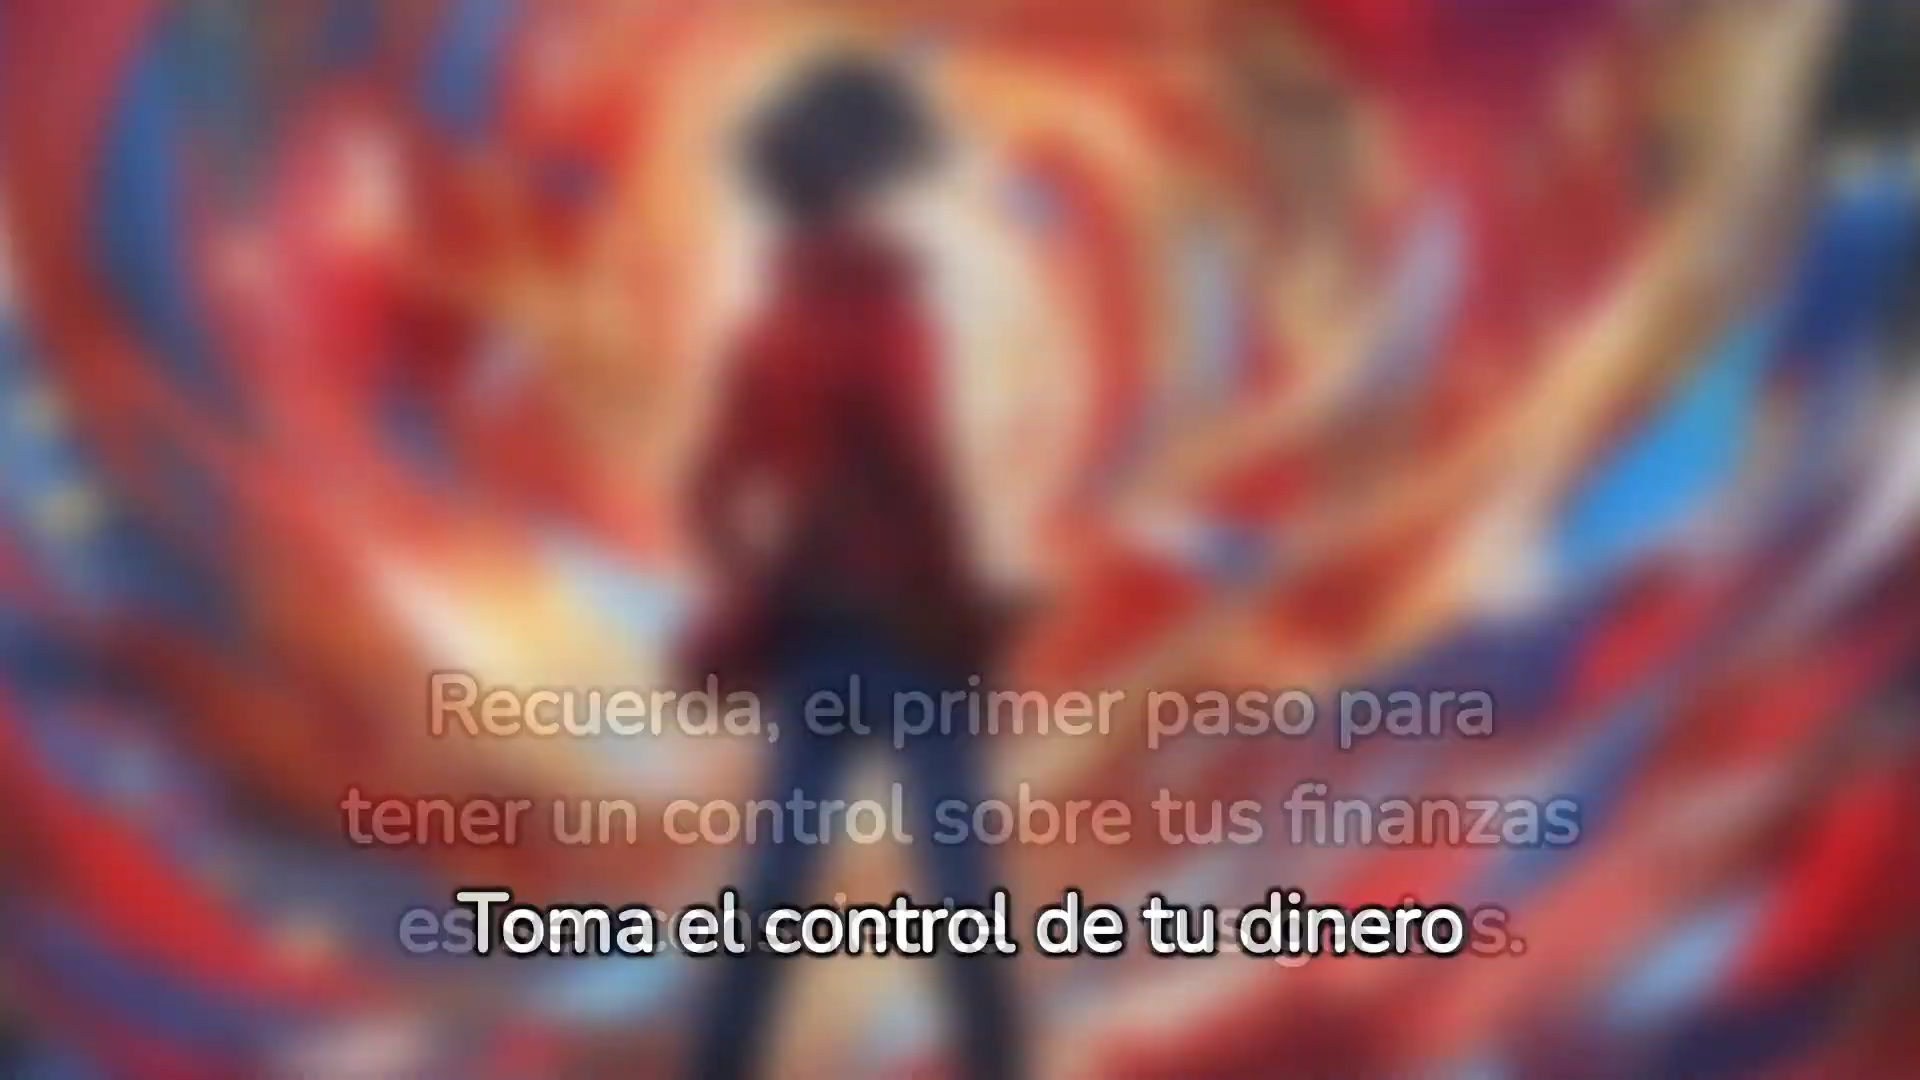 Recuerda, el primer paso para
tener un control sobre tus finanzas
Toma el control de tu dinero